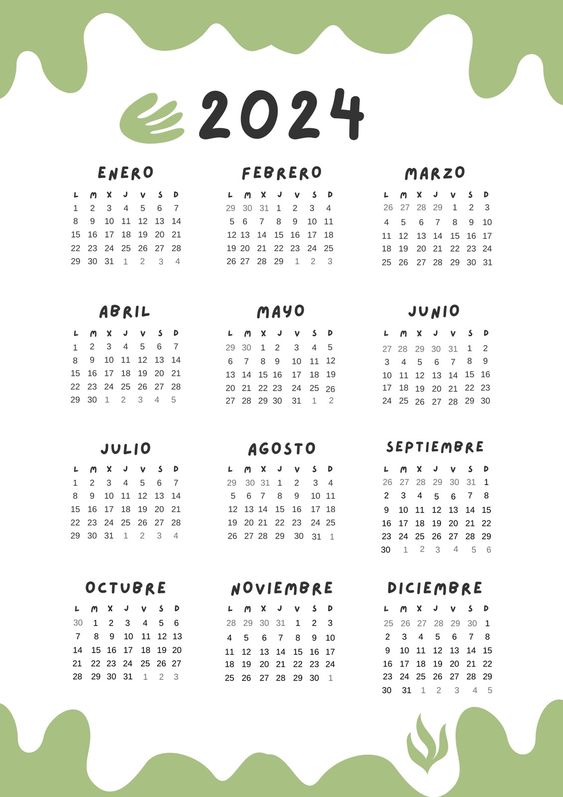 2024
ENERO
L M X J V S D
1 2 3 4 5 6 7
8 9 10 11 12 13 14
15 16 17 18 19 20 21
22 23 24 25 26 27 28
29 30 31 1 2 3 4
FEBRERO
L M X J V S D
29 30 31 1 2 3 4
5 6 7 8 9 10 11
12 13 14 15 16 17 18
19 20 21 22 23 24 25
26 27 28 29 1 2 3
MARZO
L M X J V S D
26 27 28 29 1 2 3
4 5 6 7 8 9 10
11 12 13 14 15 16 17
18 19 20 21 22 23 24
25 26 27 28 29 30 31
ABRIL
L M X J V S D
1 2 3 4 5 6 7
8 9 10 11 12 13 14
15 16 17 18 19 20 21
22 23 24 25 26 27 28
29 30 1 2 3 4 5
MAYO
L M X J V S D
29 30 1 2 3 4 5
6 7 8 9 10 11 12
13 14 15 16 17 18 19
20 21 22 23 24 25 26
27 28 29 30 31 1 2
JUNIO
L M X J V S D
27 28 29 30 31 1 2
3 4 5 6 7 8 9
10 11 12 13 14 15 16
17 18 19 20 21 22 23
24 25 26 27 28 29 30
JULIO
L M X J V S D
1 2 3 4 5 6 7
8 9 10 11 12 13 14
15 16 17 18 19 20 21
22 23 24 25 26 27 28
29 30 31 1 2 3 4
AGOSTO
L M X J V S D
29 30 31 1 2 3 4
5 6 7 8 9 10 11
12 13 14 15 16 17 18
19 20 21 22 23 24 25
26 27 28 29 30 31 1
SEPTIEMBRE
L M X J V S D
26 27 28 29 30 31 1
2 3 4 5 6 7 8
9 10 11 12 13 14 15
16 17 18 19 20 21 22
23 24 25 26 27 28 29
30 1 2 3 4 5 6
OCTUBRE
L M X J V S D
30 1 2 3 4 5 6
7 8 9 10 11 12 13
14 15 16 17 18 19 20
21 22 23 24 25 26 27
28 29 30 31 1 2 3
NOVIEMBRE
L M X J V S D
28 29 30 31 1 2 3
4 5 6 7 8 9 10
11 12 13 14 15 16 17
18 19 20 21 22 23 24
25 26 27 28 29 30 1
DICIEMBRE
L M X J V S D
25 26 27 28 29 30 1
2 3 4 5 6 7 8
9 10 11 12 13 14 15
16 17 18 19 20 21 22
23 24 25 26 27 28 29
30 31 1 2 3 4 5